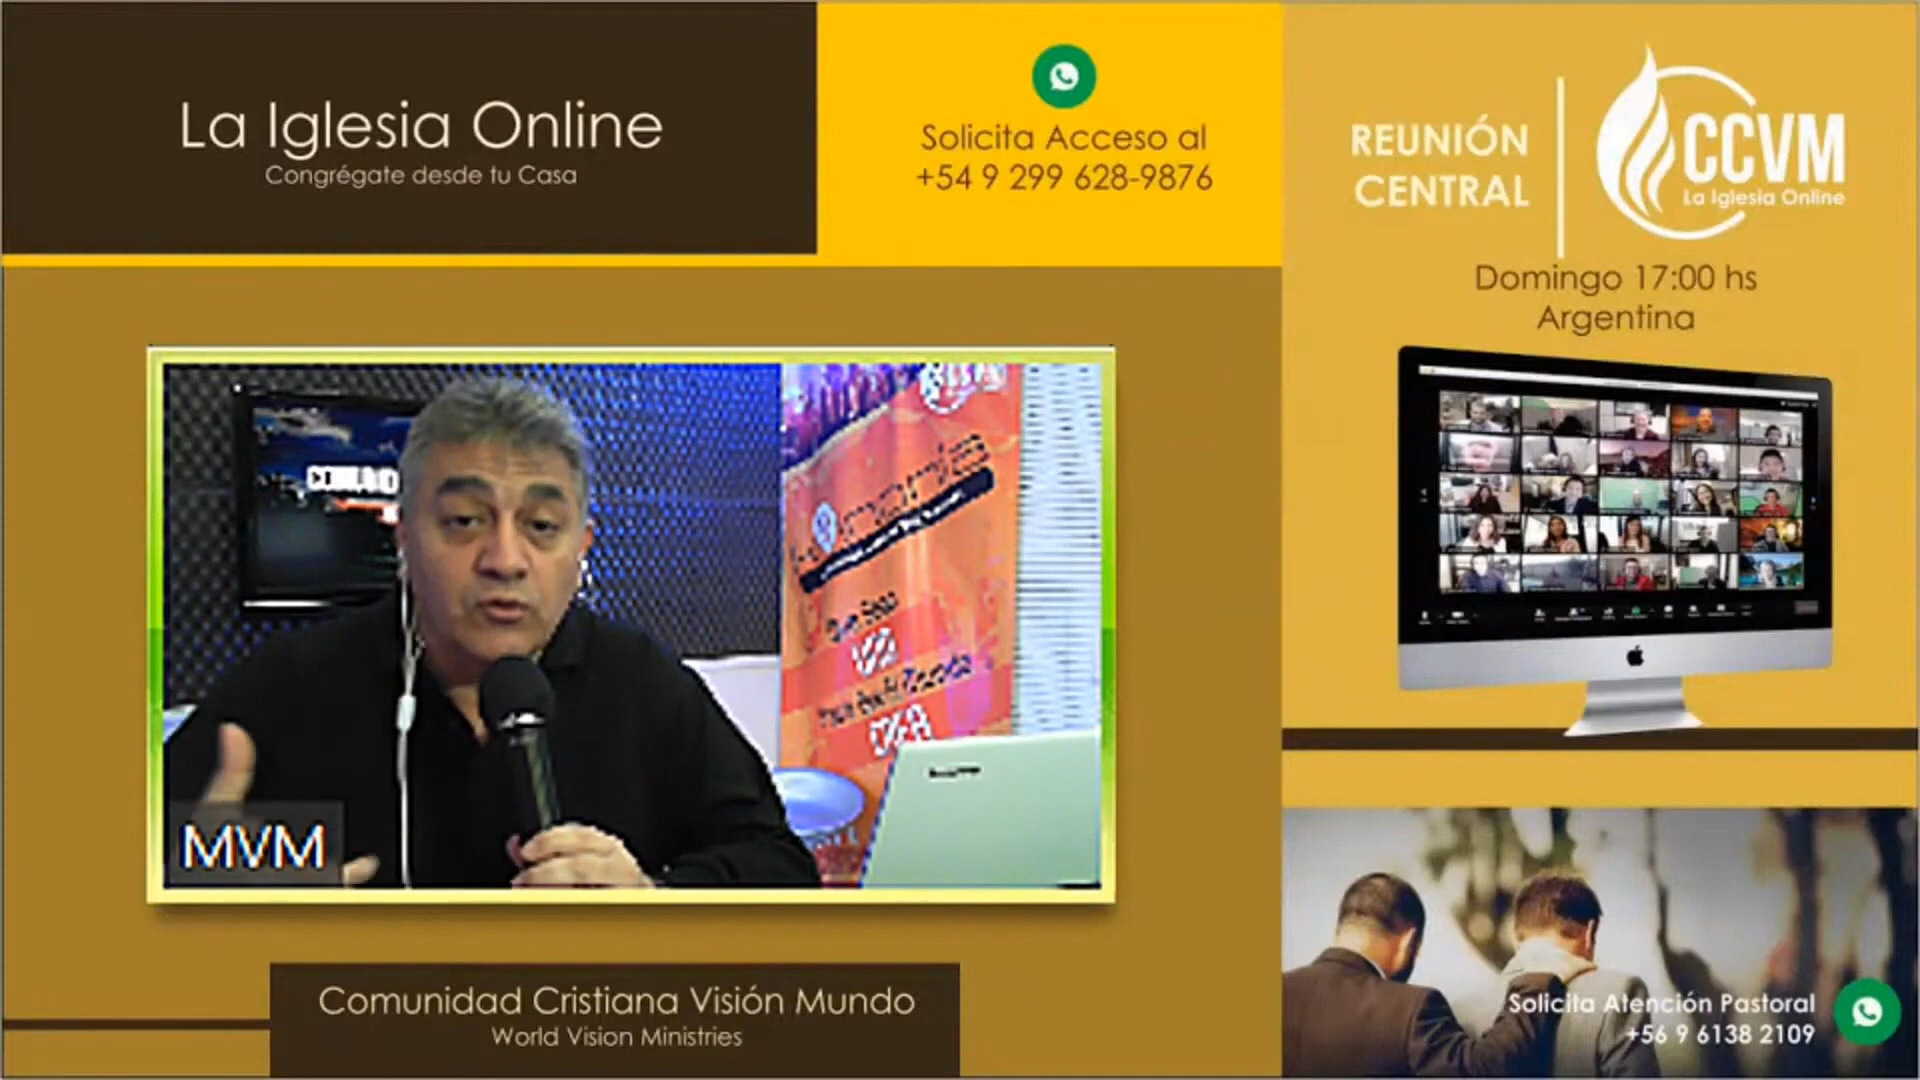 La Iglesia Online
Congrégate desde tu Casa
Solicita Acceso al
+54 9 299 628-9876
REUNIÓN
CENTRAL
CCVM
La Iglesia Online
Domingo 17:00 hs
Argentina
MVM
Comunidad Cristiana Visión Mundo
World Vision Ministries
Solicita Atención Pastoral
+56 9 6138 2109